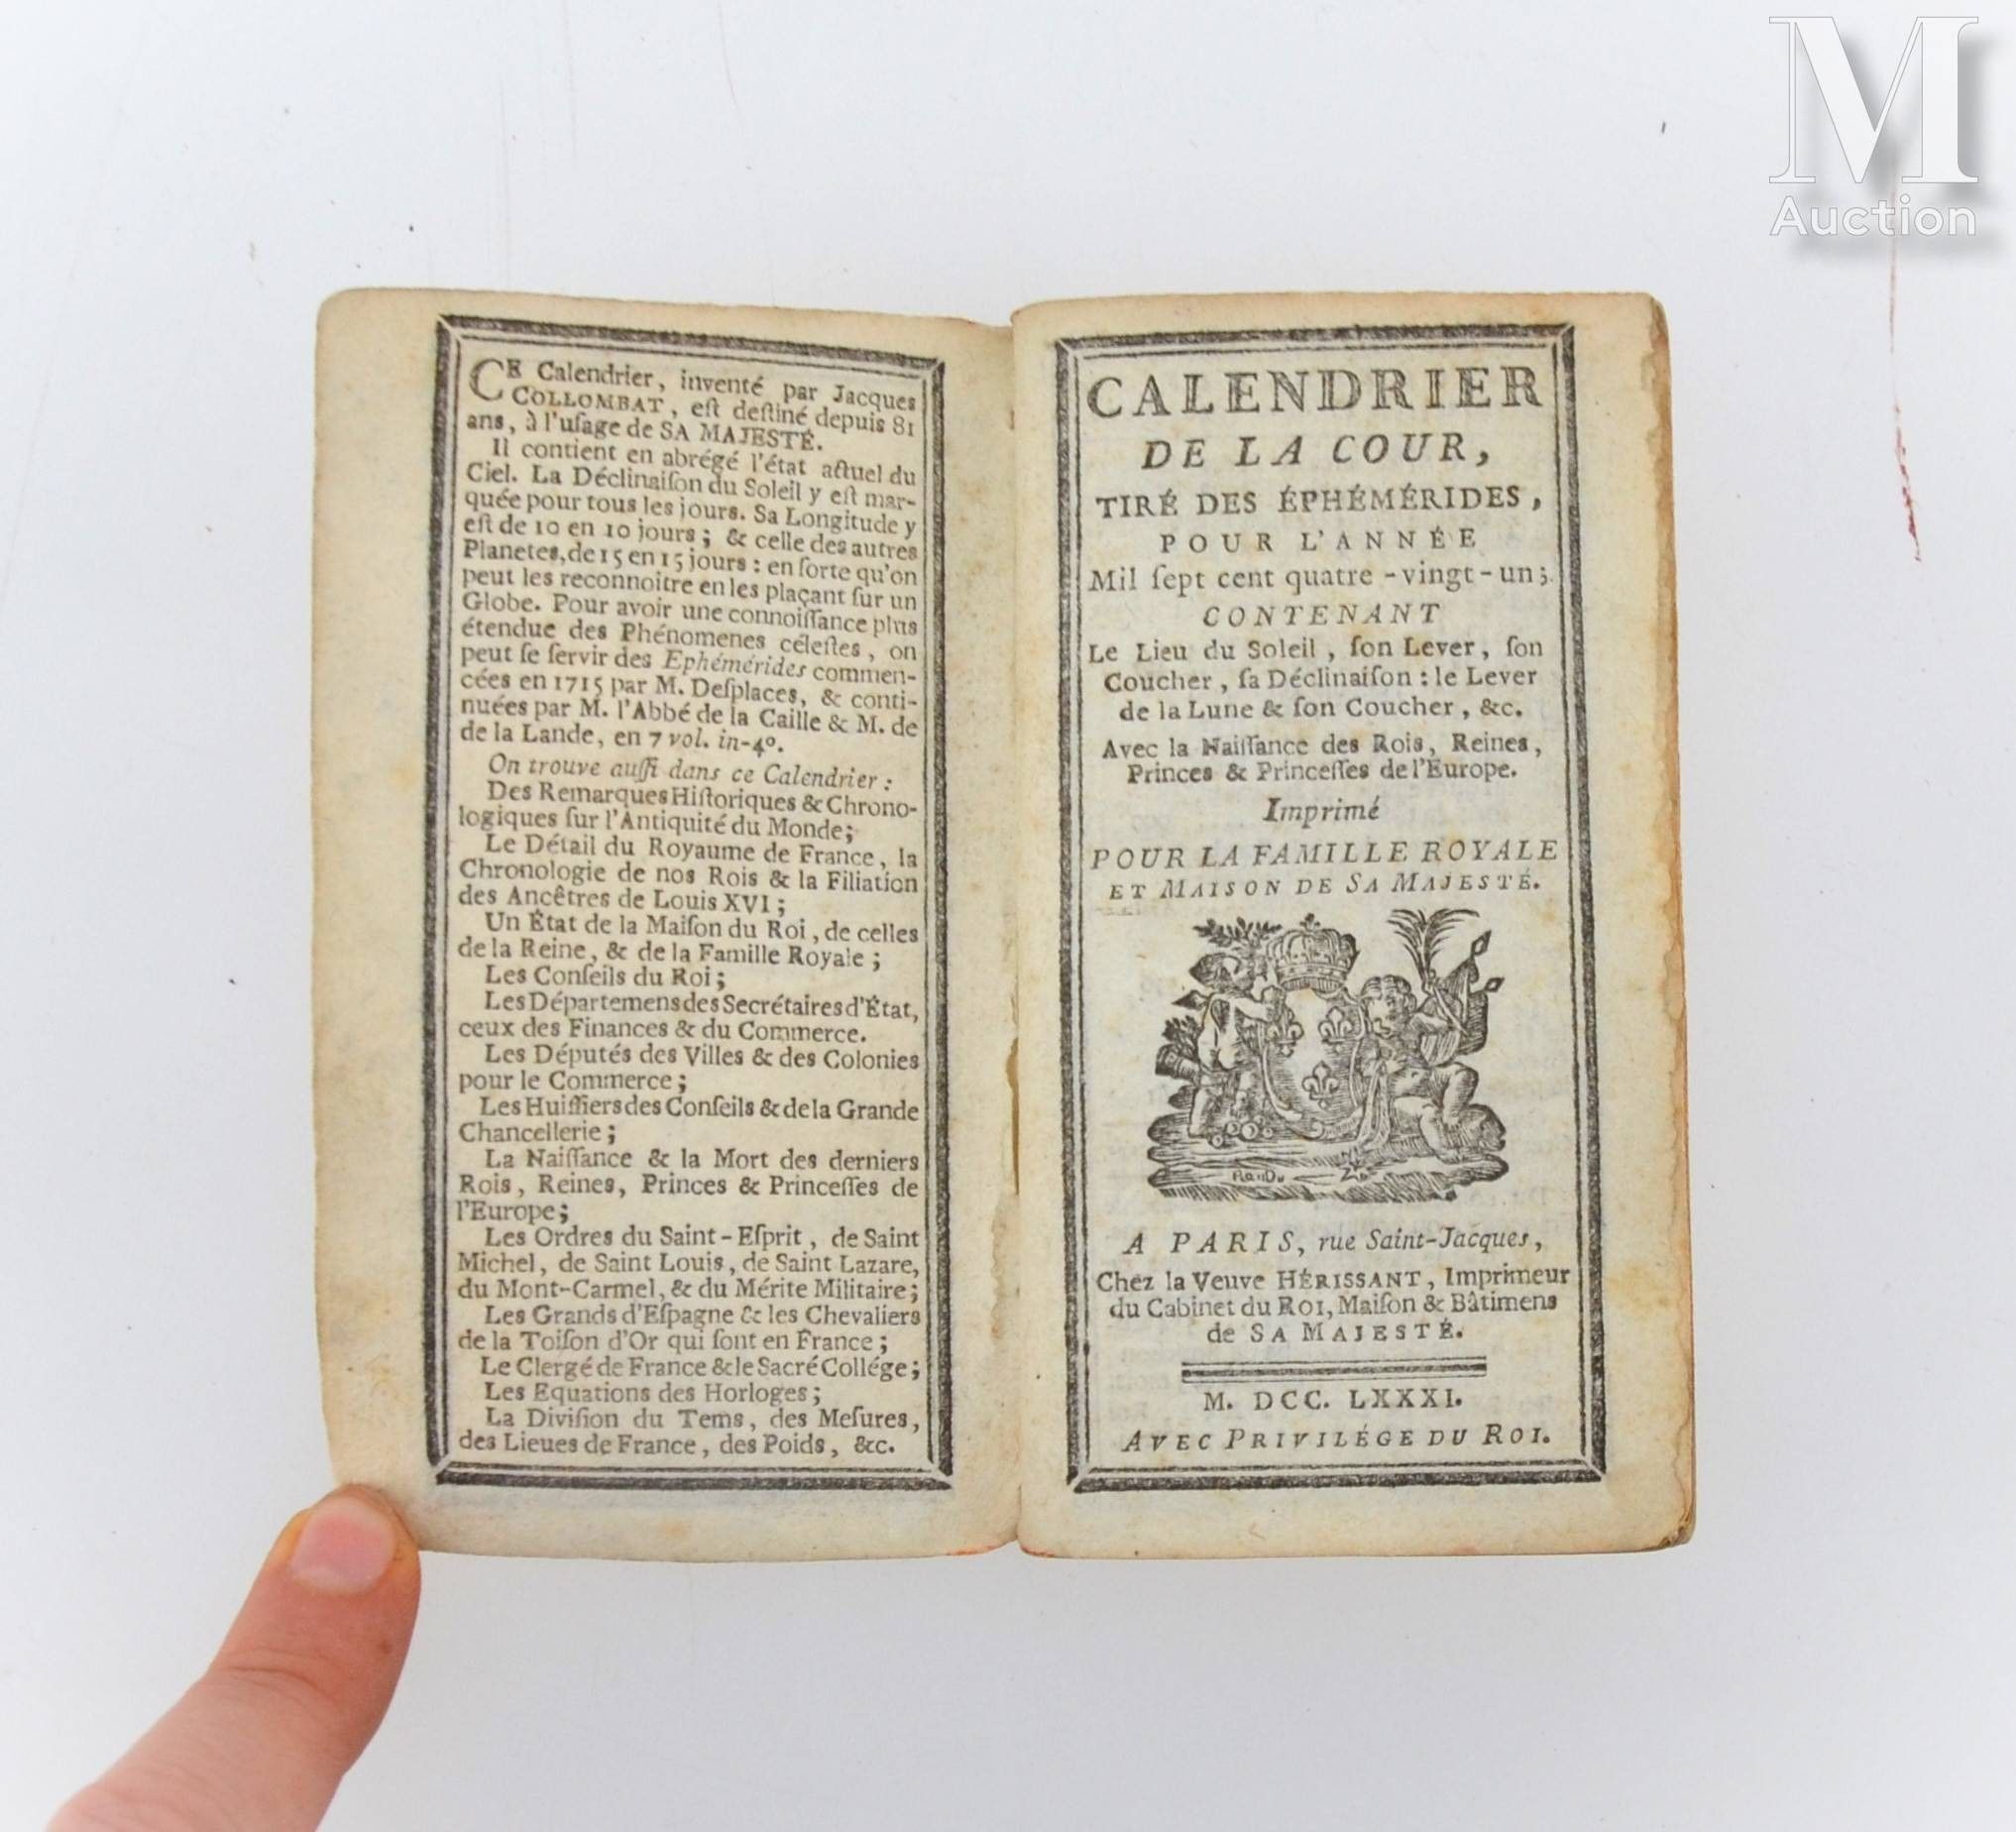 M
Auction
CE Calendrier, inventé par Jacques
COLLOMBAT, eſt deſtiné depuis 81
ans, à l'uſage de SA MAJESTÉ.
Il contient en abrégé l'état actuel du
Ciel. La Déclinaiſon du Soleil y eſt mar-
quée pour tous les jours. Sa Longitude y
eſt de 10 en 10 jours; & celle des autres
Planetes, de 15 en 15 jours : en ſorte qu'on
peut les reconnoitre en les plaçant ſur un
Globe. Pour avoir une connoiſſance plus
étendue des Phénomenes céleſtes, on
peut ſe ſervir des Ephémérides commen-
cées en 1715 par M. Deſplaces, & conti-
nuées par M. l'Abbé de la Caille & M. de
de la Lande, en 7 vol. in-4°.
On trouve auſſi dans ce Calendrier :
Des Remarques Hiſtoriques & Chrono-
logiques ſur l'Antiquité du Monde;
Le Détail du Royaume de France, la
Chronologie de nos Rois & la Filiation
des Ancêtres de Louis XVI;
Un État de la Maiſon du Roi, de celles
de la Reine, & de la Famille Royale;
Les Conſeils du Roi;
Les Départemens des Secrétaires d'État,
ceux des Finances & du Commerce.
Les Députés des Villes & des Colonies
pour le Commerce;
Les Huiſſiers des Conſeils & de la Grande
Chancellerie;
La Naiſſance & la Mort des derniers
Rois, Reines, Princes & Princeſſes de
l'Europe;
Les Ordres du Saint-Eſprit, de Saint
Michel, de Saint Louis, de Saint Lazare,
du Mont-Carmel, & du Mérite Militaire;
Les Grands d'Eſpagne & les Chevaliers
de la Toiſon d'Or qui ſont en France;
Le Clergé de France & le Sacré Collége;
Les Equations des Horloges;
La Diviſion du Tems, des Meſures,
des Lieues de France, des Poids, &c.
CALENDRIER
DE LA COUR,
TIRÉ DES ÉPHÉMÉRIDES,
POUR L'ANNÉE
Mil ſept cent quatre-vingt-un;
CONTENANT
Le Lieu du Soleil, ſon Lever, ſon
Coucher, ſa Déclinaiſon : le Lever
de la Lune & ſon Coucher, &c.
Avec la Naiſſance des Rois, Reines,
Princes & Princeſſes de l'Europe.
Imprimé
POUR LA FAMILLE ROYALE
ET MAISON DE SA MAJESTÉ.
A PARIS, rue Saint-Jacques,
Chez la Veuve HÉRISSANT, Imprimeur
du Cabinet du ROI, Maiſon & Bâtimens
de SA MAJESTÉ.
M. DCC. LXXXI.
AVEC PRIVILÉGE DU ROI.